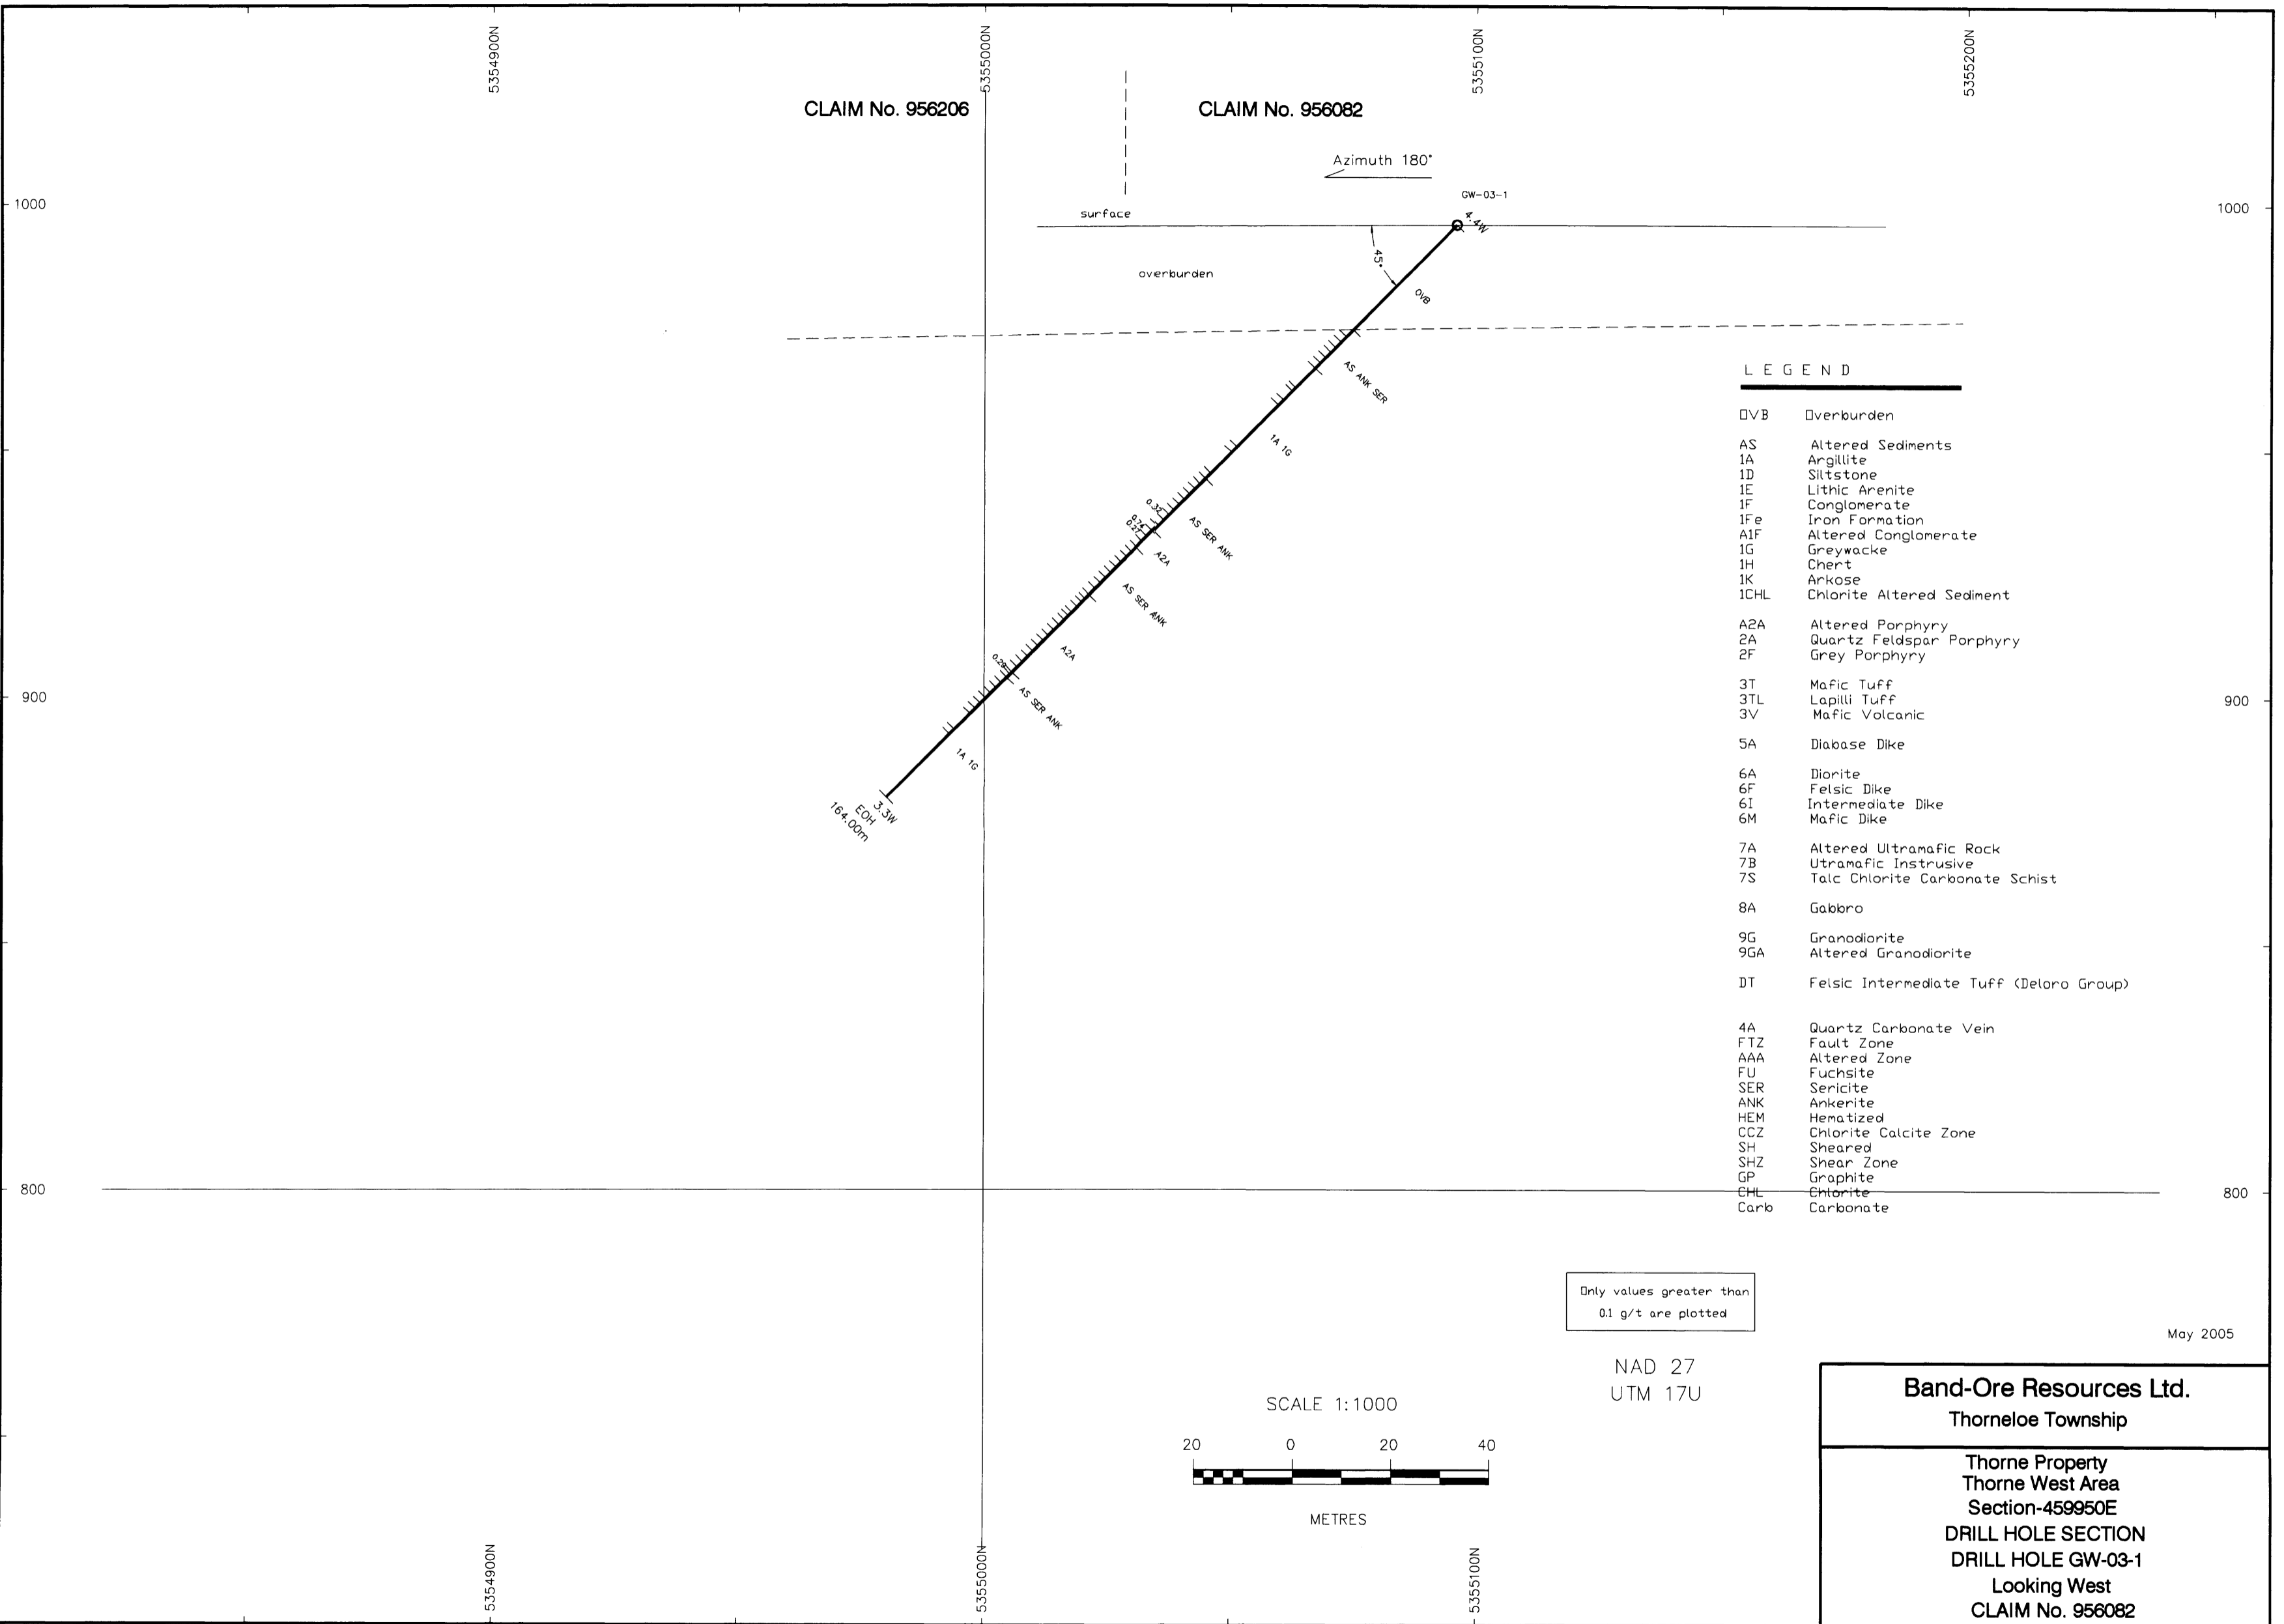 5354900N
5355000N
5355100N
5355200N
CLAIM No. 956206
CLAIM No. 956082
Azimuth 180°
GW-03-1
4.4W
1000
1000
surface
45°
overburden
OVB
AS ANK SER
1A 1G
0.32
0.74
0.27
AS SER ANK
A2A
AS SER ANK
A2A
0.29
AS SER ANK
1A 1G
3.3W
EOH
164.00m
900
900
800
800
LEGEND
OVB Overburden
AS Altered Sediments
1A Argillite
1D Siltstone
1E Lithic Arenite
1F Conglomerate
1Fe Iron Formation
A1F Altered Conglomerate
1G Greywacke
1H Chert
1K Arkose
1CHL Chlorite Altered Sediment
A2A Altered Porphyry
2A Quartz Feldspar Porphyry
2F Grey Porphyry
3T Mafic Tuff
3TL Lapilli Tuff
3V Mafic Volcanic
5A Diabase Dike
6A Diorite
6F Felsic Dike
6I Intermediate Dike
6M Mafic Dike
7A Altered Ultramafic Rock
7B Utramafic Instrusive
7S Talc Chlorite Carbonate Schist
8A Gabbro
9G Granodiorite
9GA Altered Granodiorite
DT Felsic Intermediate Tuff (Deloro Group)
4A Quartz Carbonate Vein
FTZ Fault Zone
AAA Altered Zone
FU Fuchsite
SER Sericite
ANK Ankerite
HEM Hematized
CCZ Chlorite Calcite Zone
SH Sheared
SHZ Shear Zone
GP Graphite
CHL Chlorite
Carb Carbonate
Only values greater than
0.1 g/t are plotted
May 2005
NAD 27
UTM 17U
SCALE 1:1000
20 0 20 40
METRES
Band-Ore Resources Ltd.
Thorneloe Township
Thorne Property
Thorne West Area
Section-459950E
DRILL HOLE SECTION
DRILL HOLE GW-03-1
Looking West
CLAIM No. 956082
5354900N
5355000N
5355100N